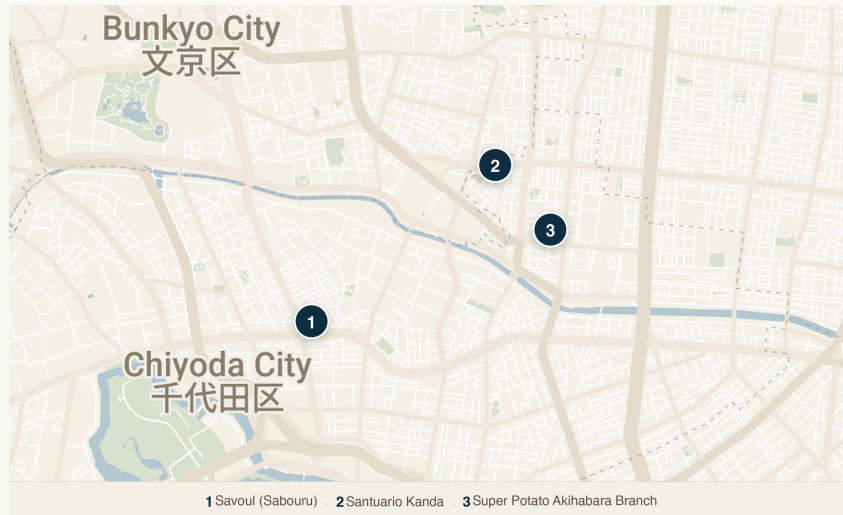 Bunkyo City
文京区
2
3
1
Chiyoda City
千代田区
1 Savoul (Sabouru) . 2 Santuario Kanda . 3 Super Potato Akihabara Branch